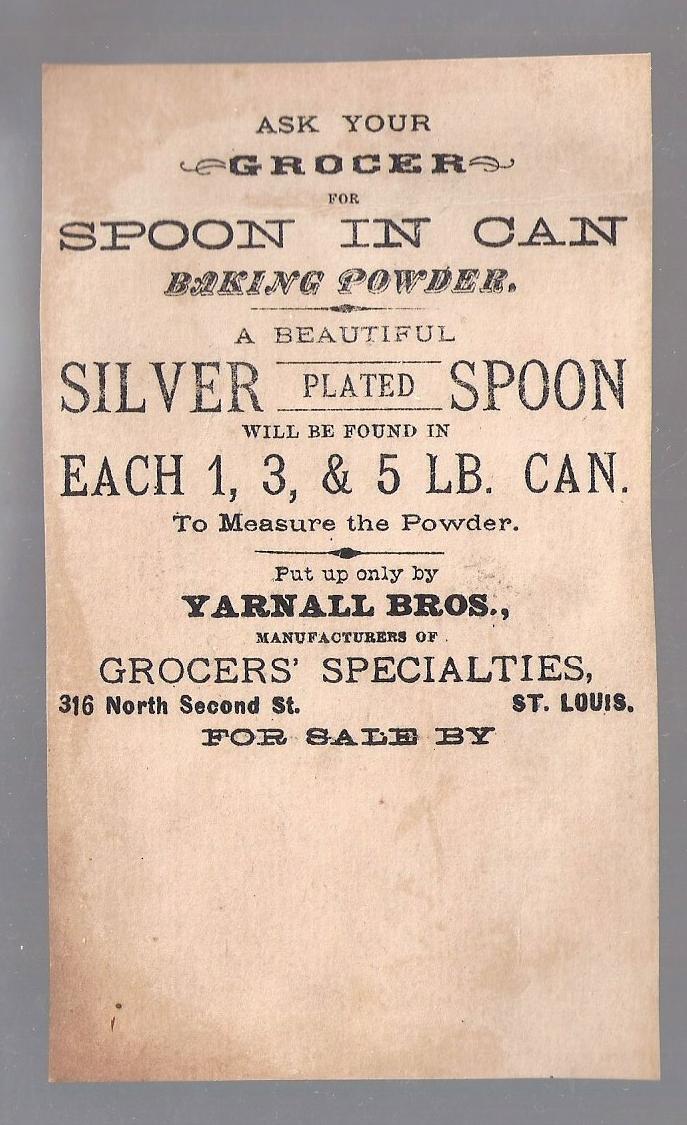 ASK YOUR
GROCER
FOR
SPOON IN CAN
BAKING POWDER.
A BEAUTIFUL
SILVER PLATED SPOON
WILL BE FOUND IN
EACH 1, 3, & 5 LB. CAN.
To Measure the Powder.
Put up only by
YARNALL BROS.,
MANUFACTURERS OF
GROCERS' SPECIALTIES,
316 North Second St. ST. LOUIS.
FOR SALE BY